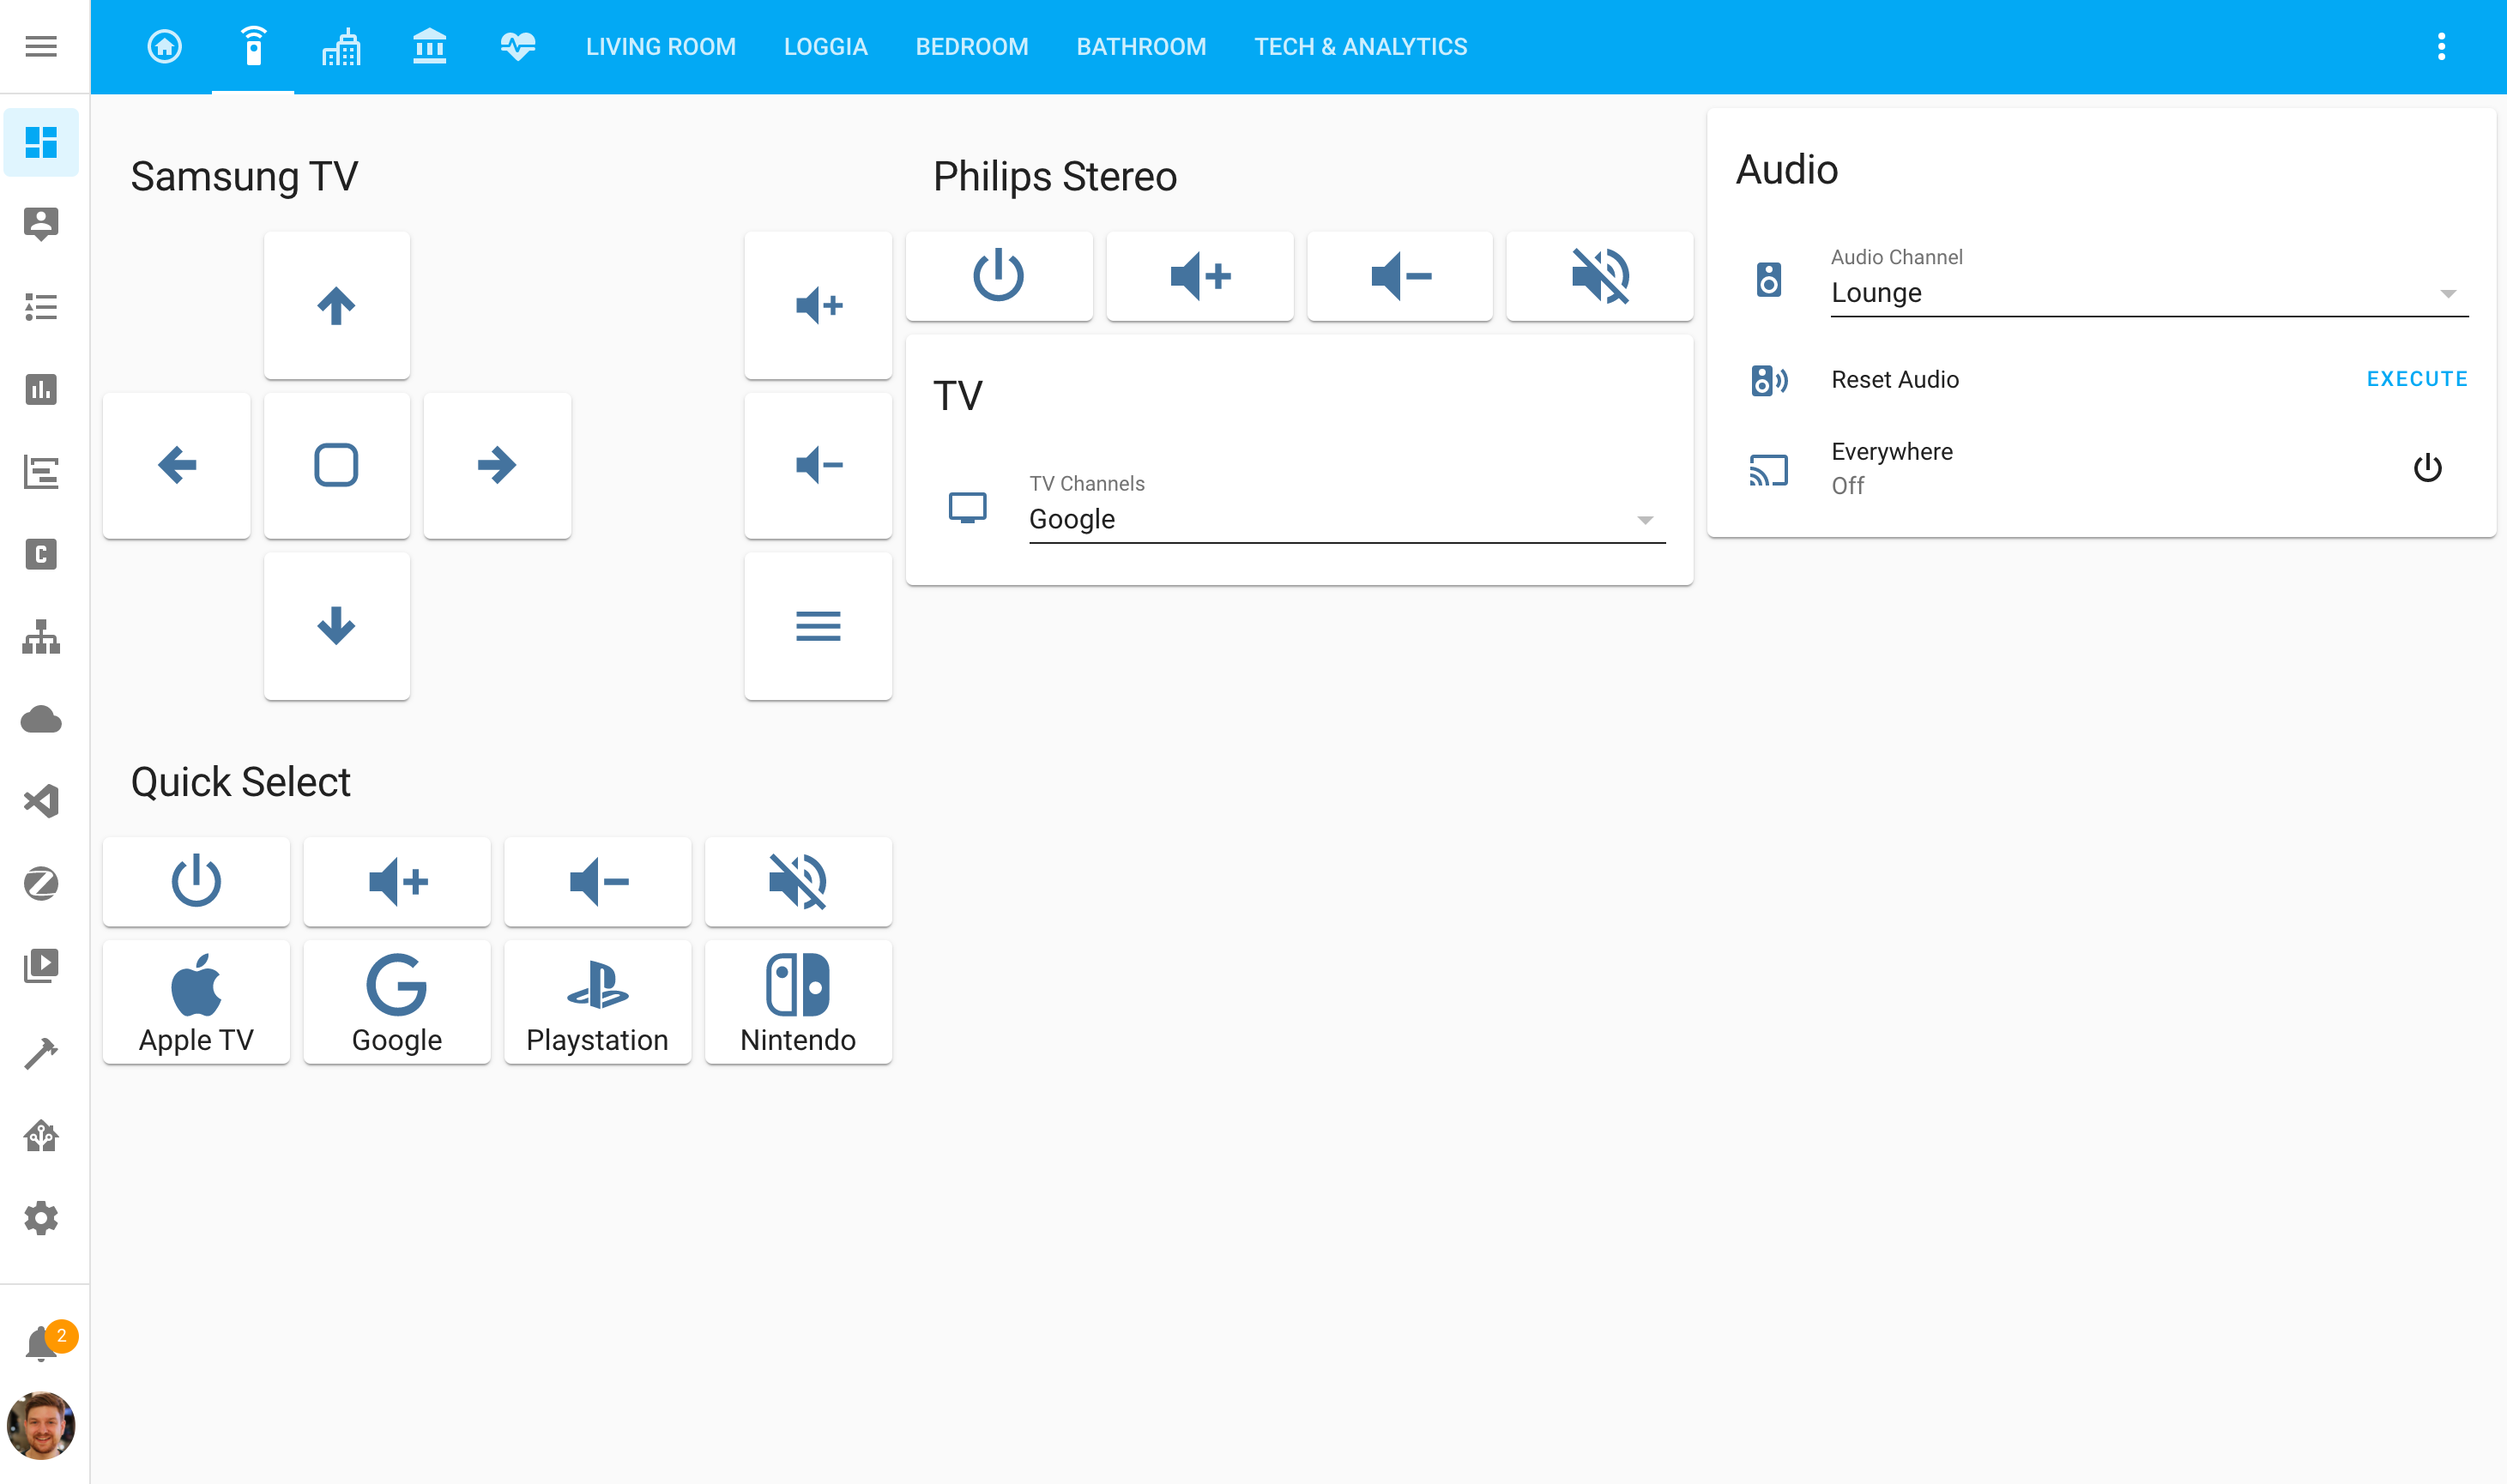 LIVING ROOM
LOGGIA
BEDROOM
BATHROOM
TECH & ANALYTICS
Samsung TV
Philips Stereo
Audio
Audio Channel
Lounge
Reset Audio
EXECUTE
Everywhere
Off
TV
TV Channels
Google
C
Quick Select
Apple TV
Google
Playstation
Nintendo
2